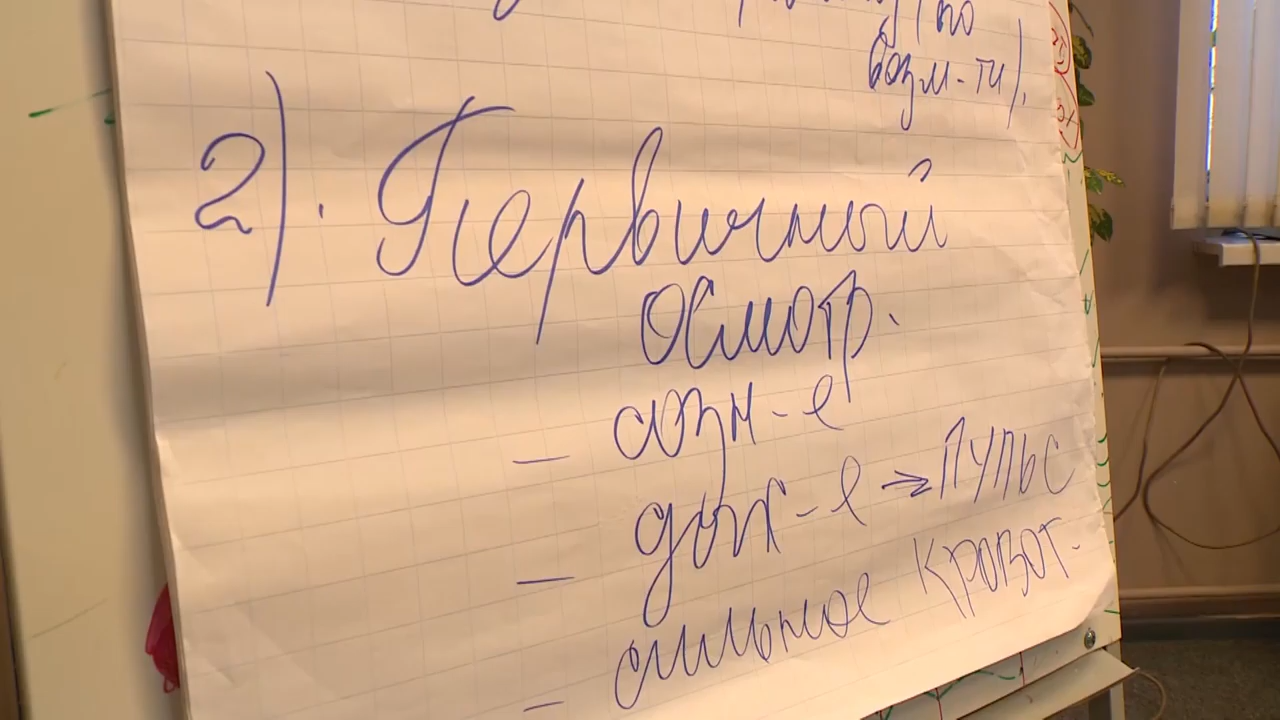 по
возм-ти).
2). Первичный
осмотр.
- созн-е
- дых-е => ПУЛЬС
- сильное кровот-